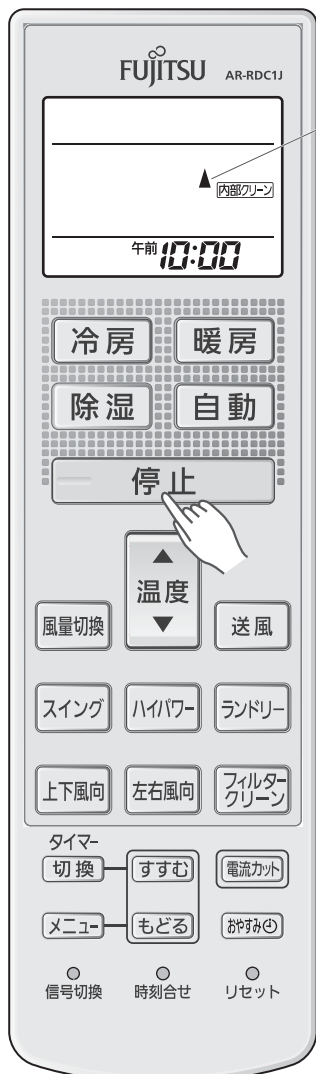 FUJITSU AR-RDC1J
内部クリーン
午前 10:00
冷房 暖房
除湿 自動
停止
▲
温度
▼
風量切換 送風
スイング ハイパワー ランドリー
上下風向 左右風向 フィルター
クリーン
タイマー
切換 すすむ 電流カット
メニュー もどる おやすみ
信号切換 時刻合せ リセット